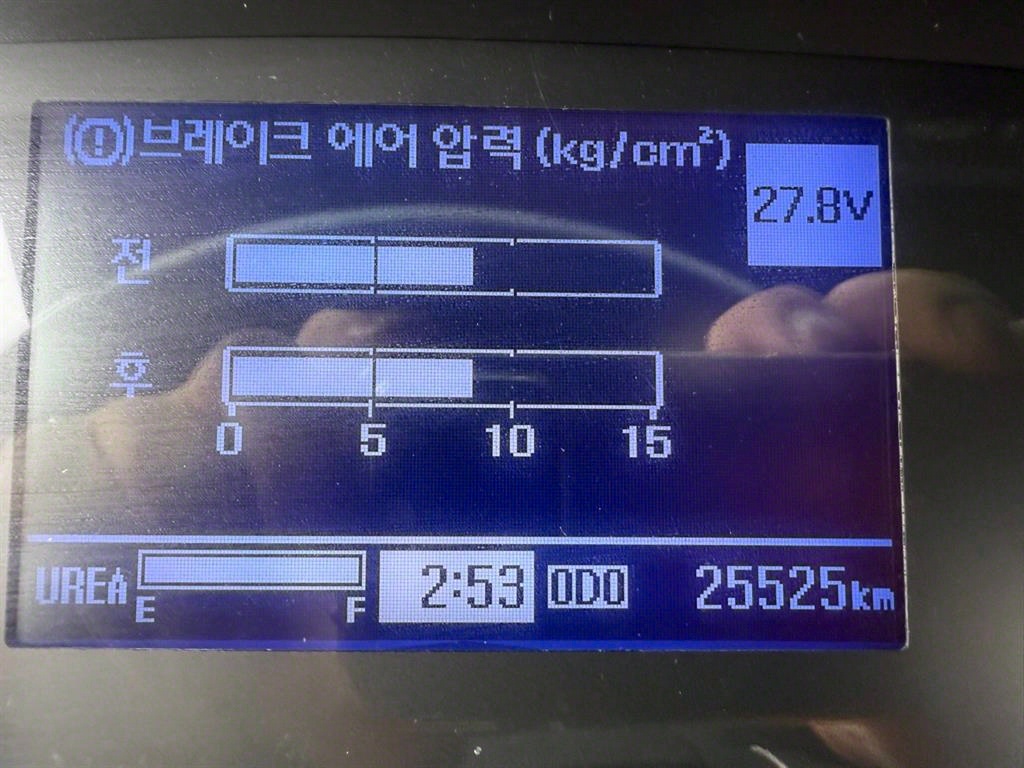 (!) 브레이크 에어 압력 (kg/cm²)
27.8V
전
후
0 5 10 15
UREA E F 2:53 ODO 25525km